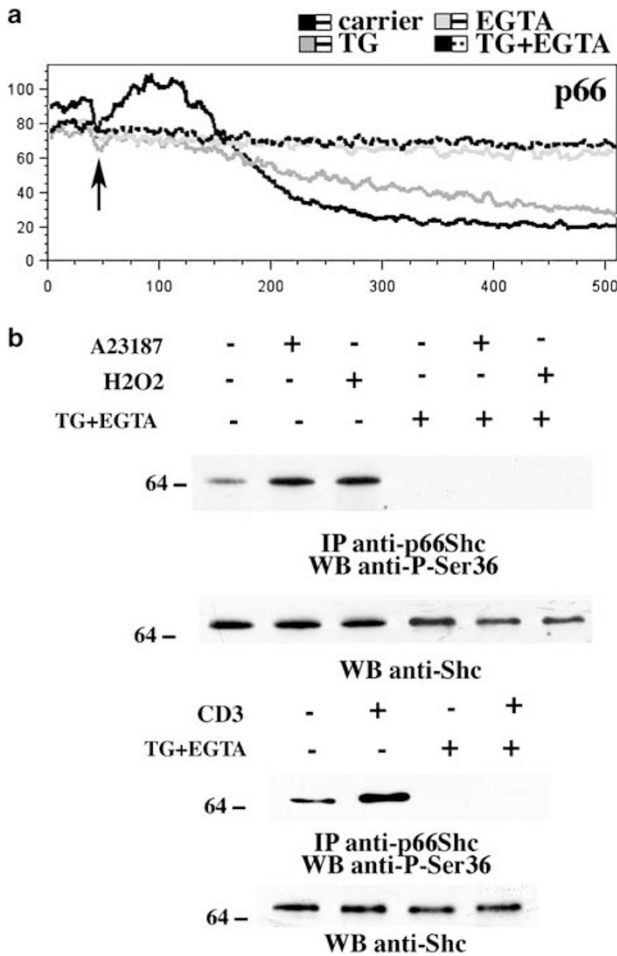 a
carrier EGTA
TG TG+EGTA
p66
100
80
60
40
20
0
0 100 200 300 400 500
b
A23187 - + - - + -
H2O2 - - + - - +
TG+EGTA - - - + + +
64 –
IP anti-p66Shc
WB anti-P-Ser36
64 –
WB anti-Shc
CD3 - + - +
TG+EGTA - - + +
64 –
IP anti-p66Shc
WB anti-P-Ser36
64 –
WB anti-Shc